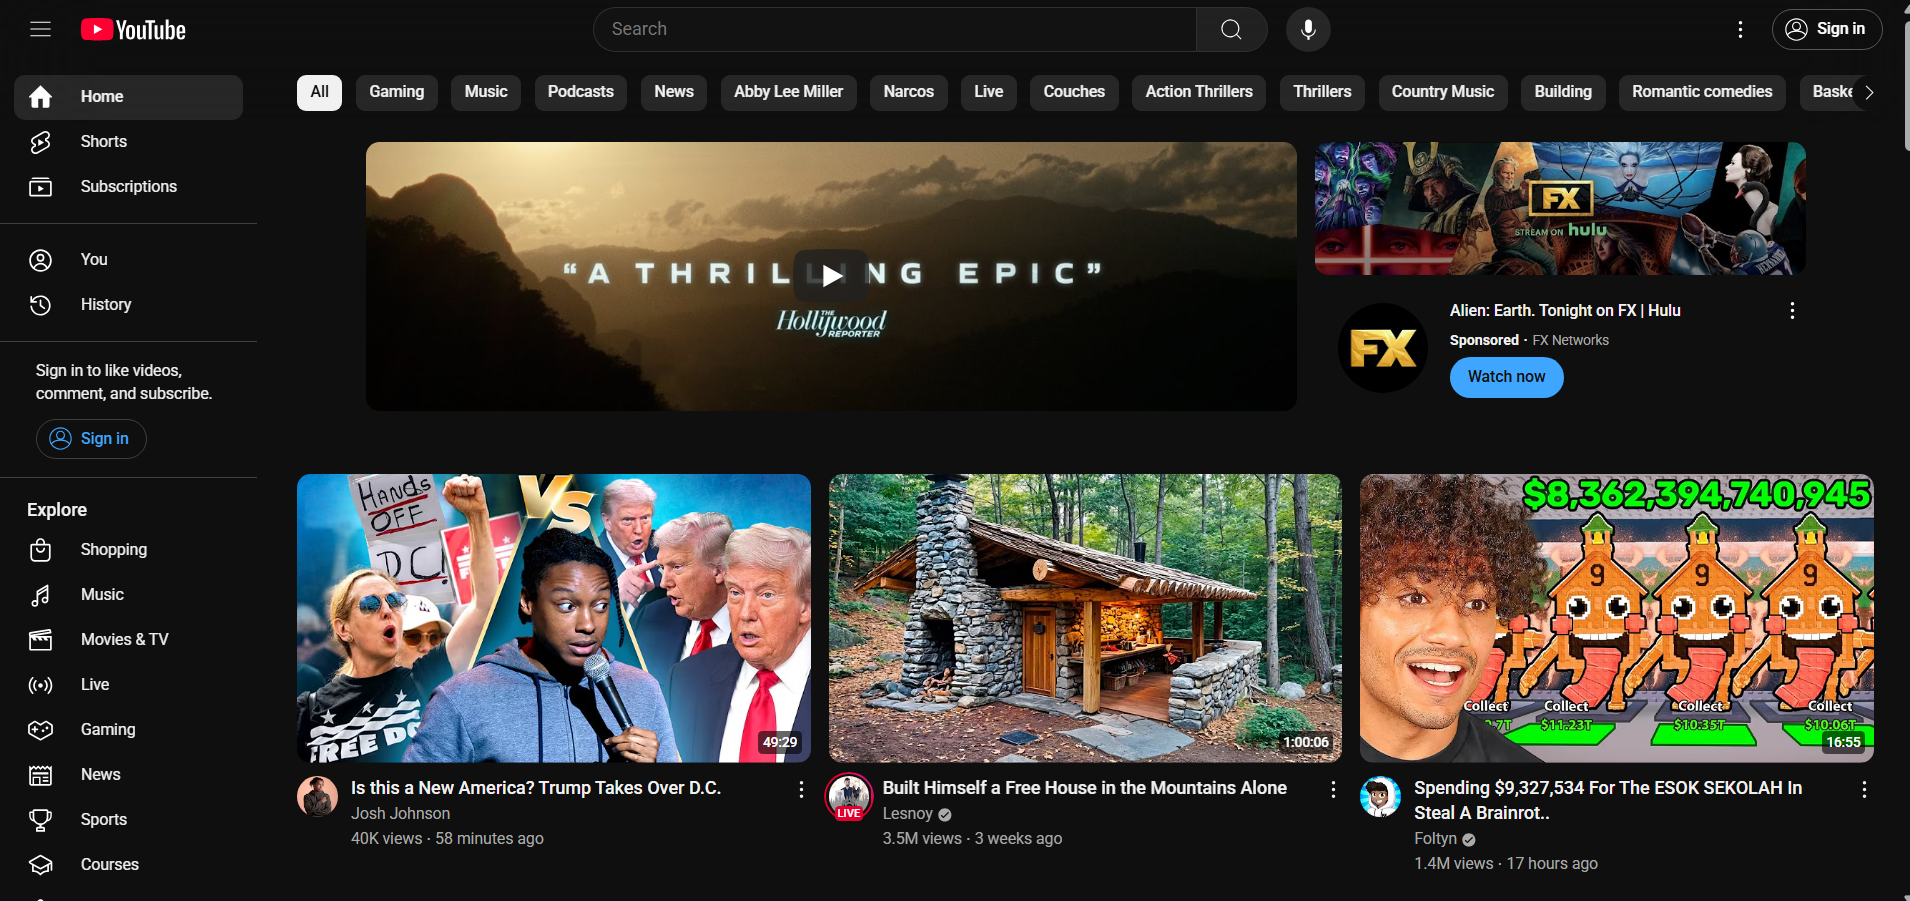 YouTube
Search
Sign in
Home
Shorts
Subscriptions
You
History
Sign in to like videos,
comment, and subscribe.
Sign in
Explore
Shopping
Music
Movies & TV
Live
Gaming
News
Sports
Courses
All
Gaming
Music
Podcasts
News
Abby Lee Miller
Narcos
Live
Couches
Action Thrillers
Thrillers
Country Music
Building
Romantic comedies
Baske
“A THRILLING EPIC”
THE
Hollywood
REPORTER
FX
STREAM ON hulu
FX
Alien: Earth. Tonight on FX | Hulu
Sponsored · FX Networks
Watch now
Hands
OFF
D.C!
VS
FREE DC
49:29
Is this a New America? Trump Takes Over D.C.
Josh Johnson
40K views · 58 minutes ago
1:00:06
LIVE
Built Himself a Free House in the Mountains Alone
Lesnoy
3.5M views · 3 weeks ago
$8,362,394,740,945
9
9
9
Collect
Collect
Collect
Collect
$11.23T
$10.35T
$10.06T
16:55
Spending $9,327,534 For The ESOK SEKOLAH In
Steal A Brainrot..
Foltyn
1.4M views · 17 hours ago